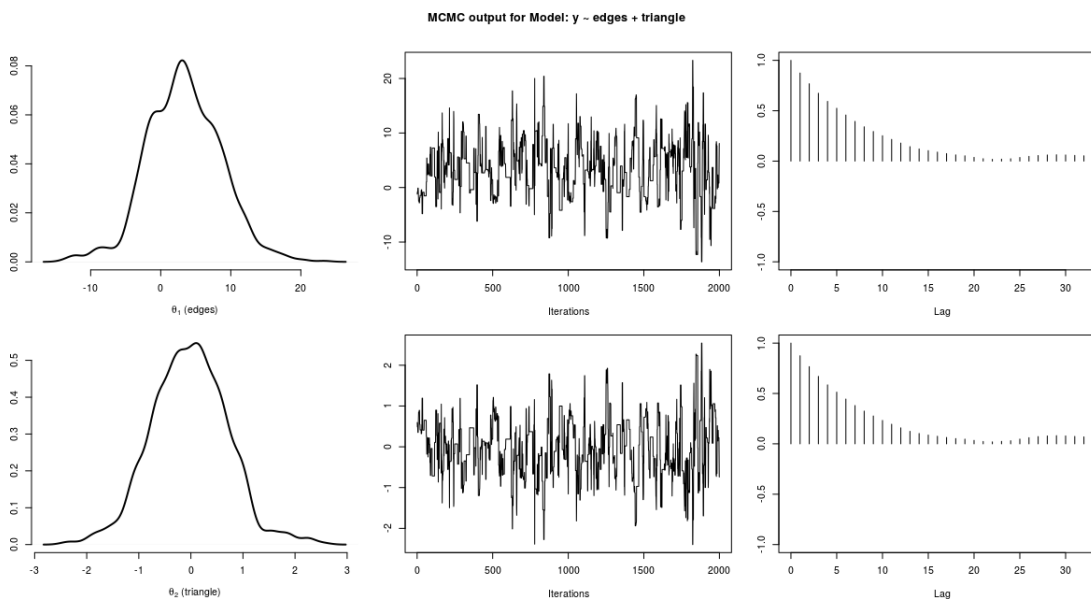 MCMC output for Model: y ~ edges + triangle
0.00 0.02 0.04 0.06 0.08
-10 0 10 20
θ1 (edges)
-10 0 10 20
0 500 1000 1500 2000
Iterations
-1.0 -0.5 0.0 0.5 1.0
0 5 10 15 20 25 30
Lag
0.0 0.1 0.2 0.3 0.4 0.5
-3 -2 -1 0 1 2 3
θ2 (triangle)
-2 -1 0 1 2
0 500 1000 1500 2000
Iterations
-1.0 -0.5 0.0 0.5 1.0
0 5 10 15 20 25 30
Lag